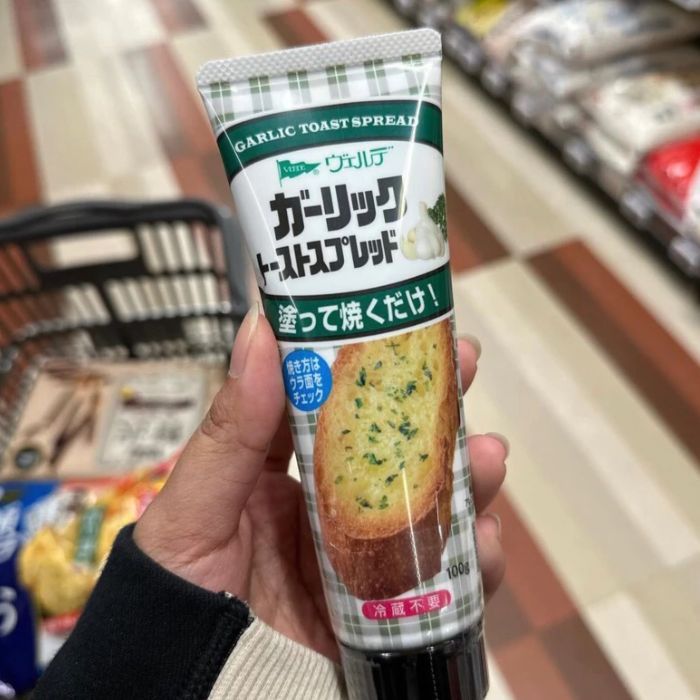 GARLIC TOAST SPREAD
VERTE® ヴェルデ
ガーリック
トーストスプレッド
塗って焼くだけ！
焼き方は
ウラ面を
チェック
100g
冷蔵不要